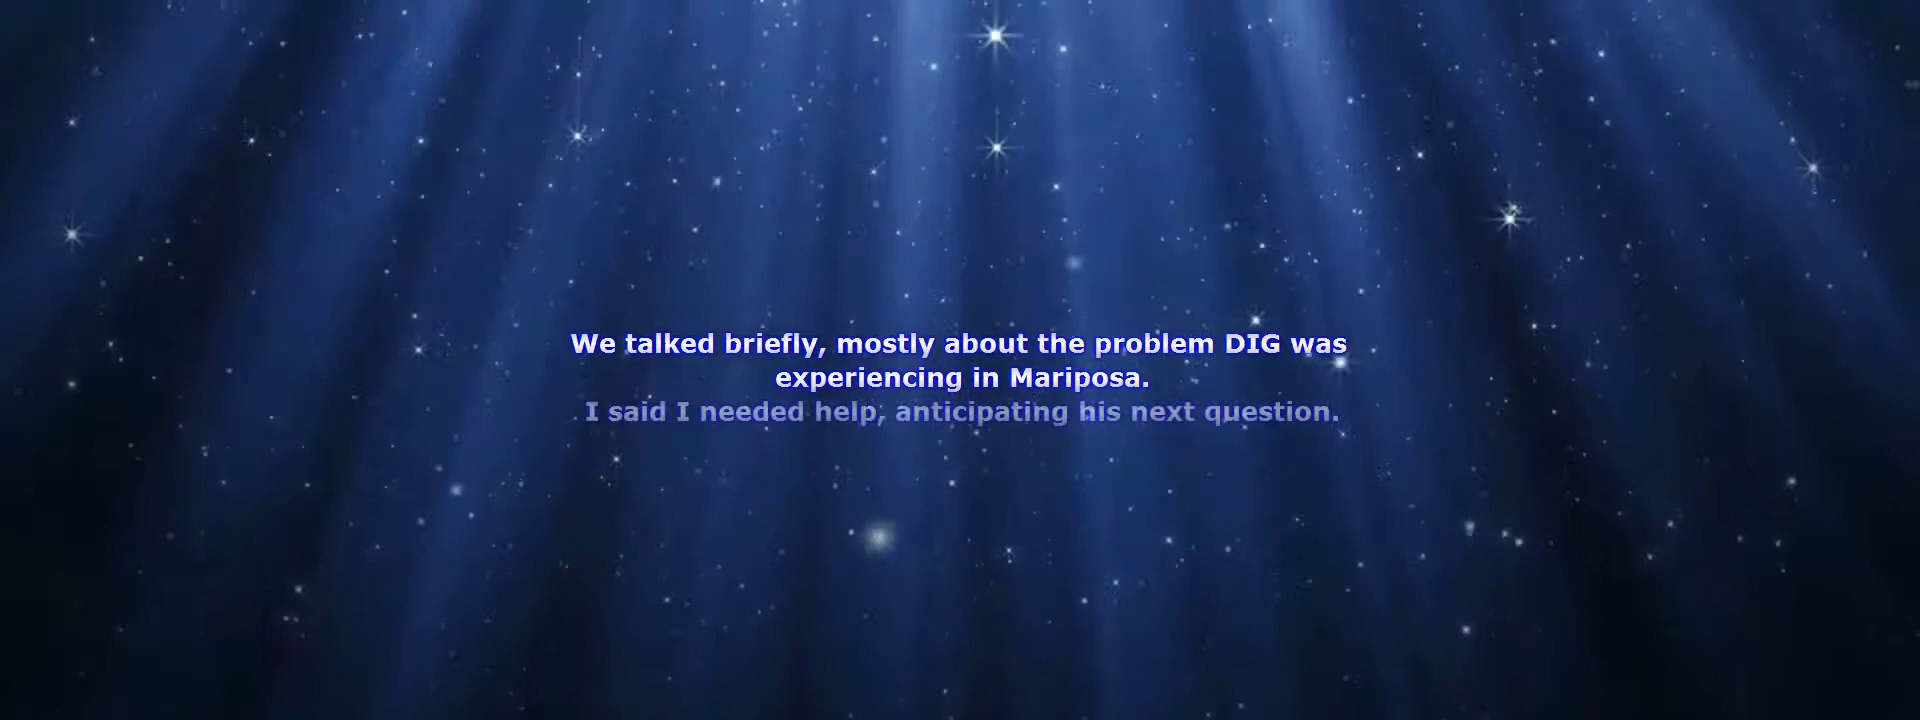 We talked briefly, mostly about the problem DIG was
experiencing in Mariposa.
I said I needed help, anticipating his next question.